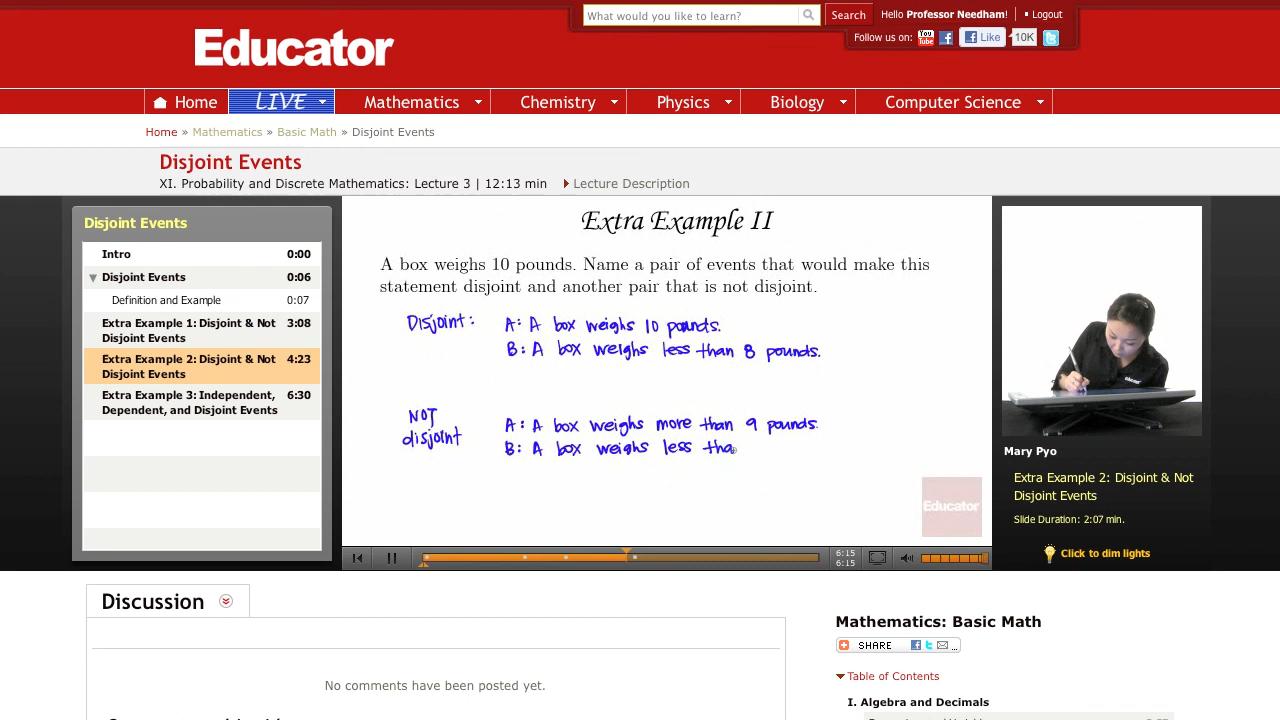 What would you like to learn?
Search
Hello Professor Needham!
Logout
Follow us on:
You Tube
Like
10K
Educator
Home
LIVE
Mathematics
Chemistry
Physics
Biology
Computer Science
Home » Mathematics » Basic Math » Disjoint Events
Disjoint Events
XI. Probability and Discrete Mathematics: Lecture 3 | 12:13 min
Lecture Description
Disjoint Events
Intro 0:00
Disjoint Events 0:06
Definition and Example 0:07
Extra Example 1: Disjoint & Not 3:08
Disjoint Events
Extra Example 2: Disjoint & Not 4:23
Disjoint Events
Extra Example 3: Independent, 6:30
Dependent, and Disjoint Events
Extra Example II
A box weighs 10 pounds. Name a pair of events that would make this
statement disjoint and another pair that is not disjoint.
Disjoint: A: A box weighs 10 pounds.
B: A box weighs less than 8 pounds.
NOT
disjoint
A: A box weighs more than 9 pounds.
B: A box weighs less tha
Educator
6:15
6:15
Mary Pyo
Extra Example 2: Disjoint & Not
Disjoint Events
Slide Duration: 2:07 min.
Click to dim lights
Discussion
No comments have been posted yet.
Mathematics: Basic Math
SHARE
Table of Contents
I. Algebra and Decimals